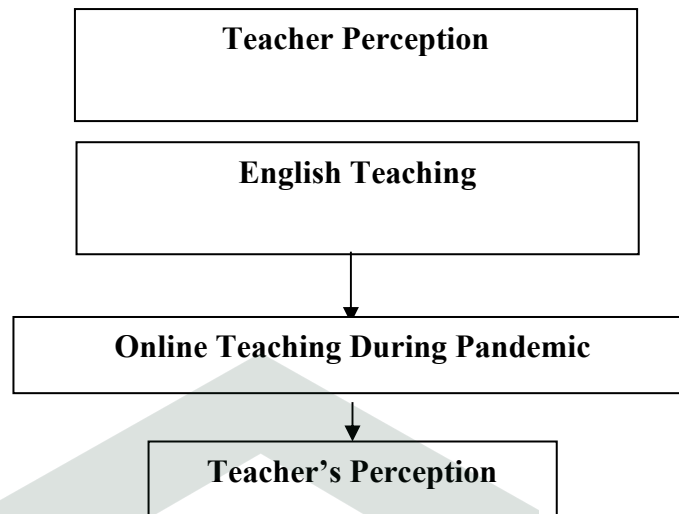 Teacher Perception
English Teaching
Online Teaching During Pandemic
Teacher’s Perception